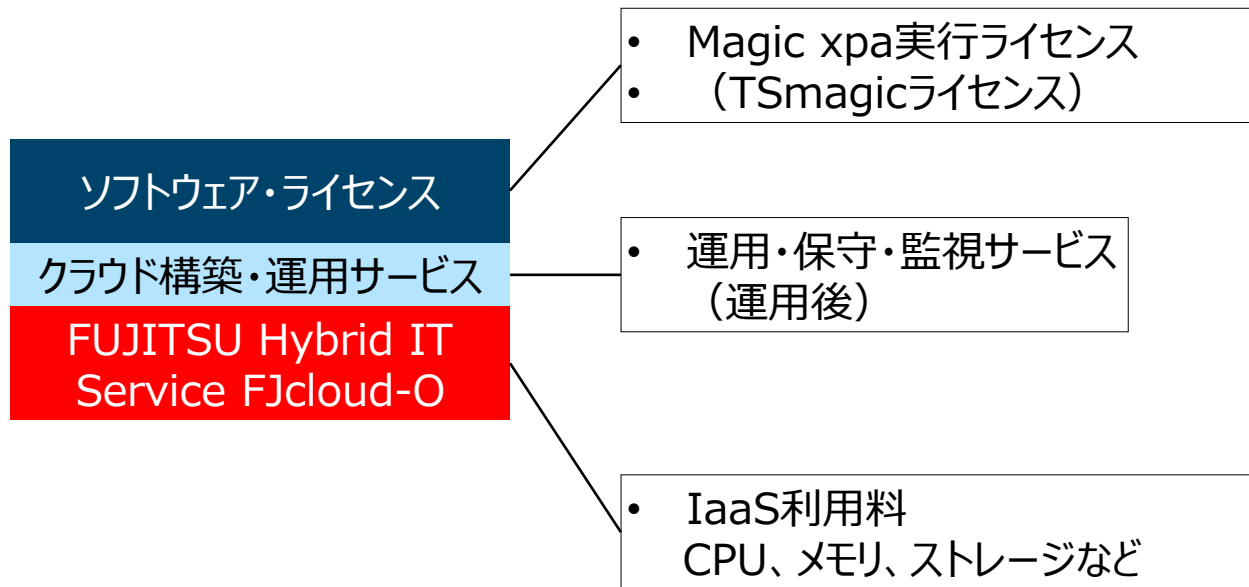 • Magic xpa実行ライセンス
• （TSmagicライセンス）
ソフトウェア・ライセンス
クラウド構築・運用サービス
• 運用・保守・監視サービス
（運用後）
FUJITSU Hybrid IT
Service FJcloud-O
• IaaS利用料
CPU、メモリ、ストレージなど